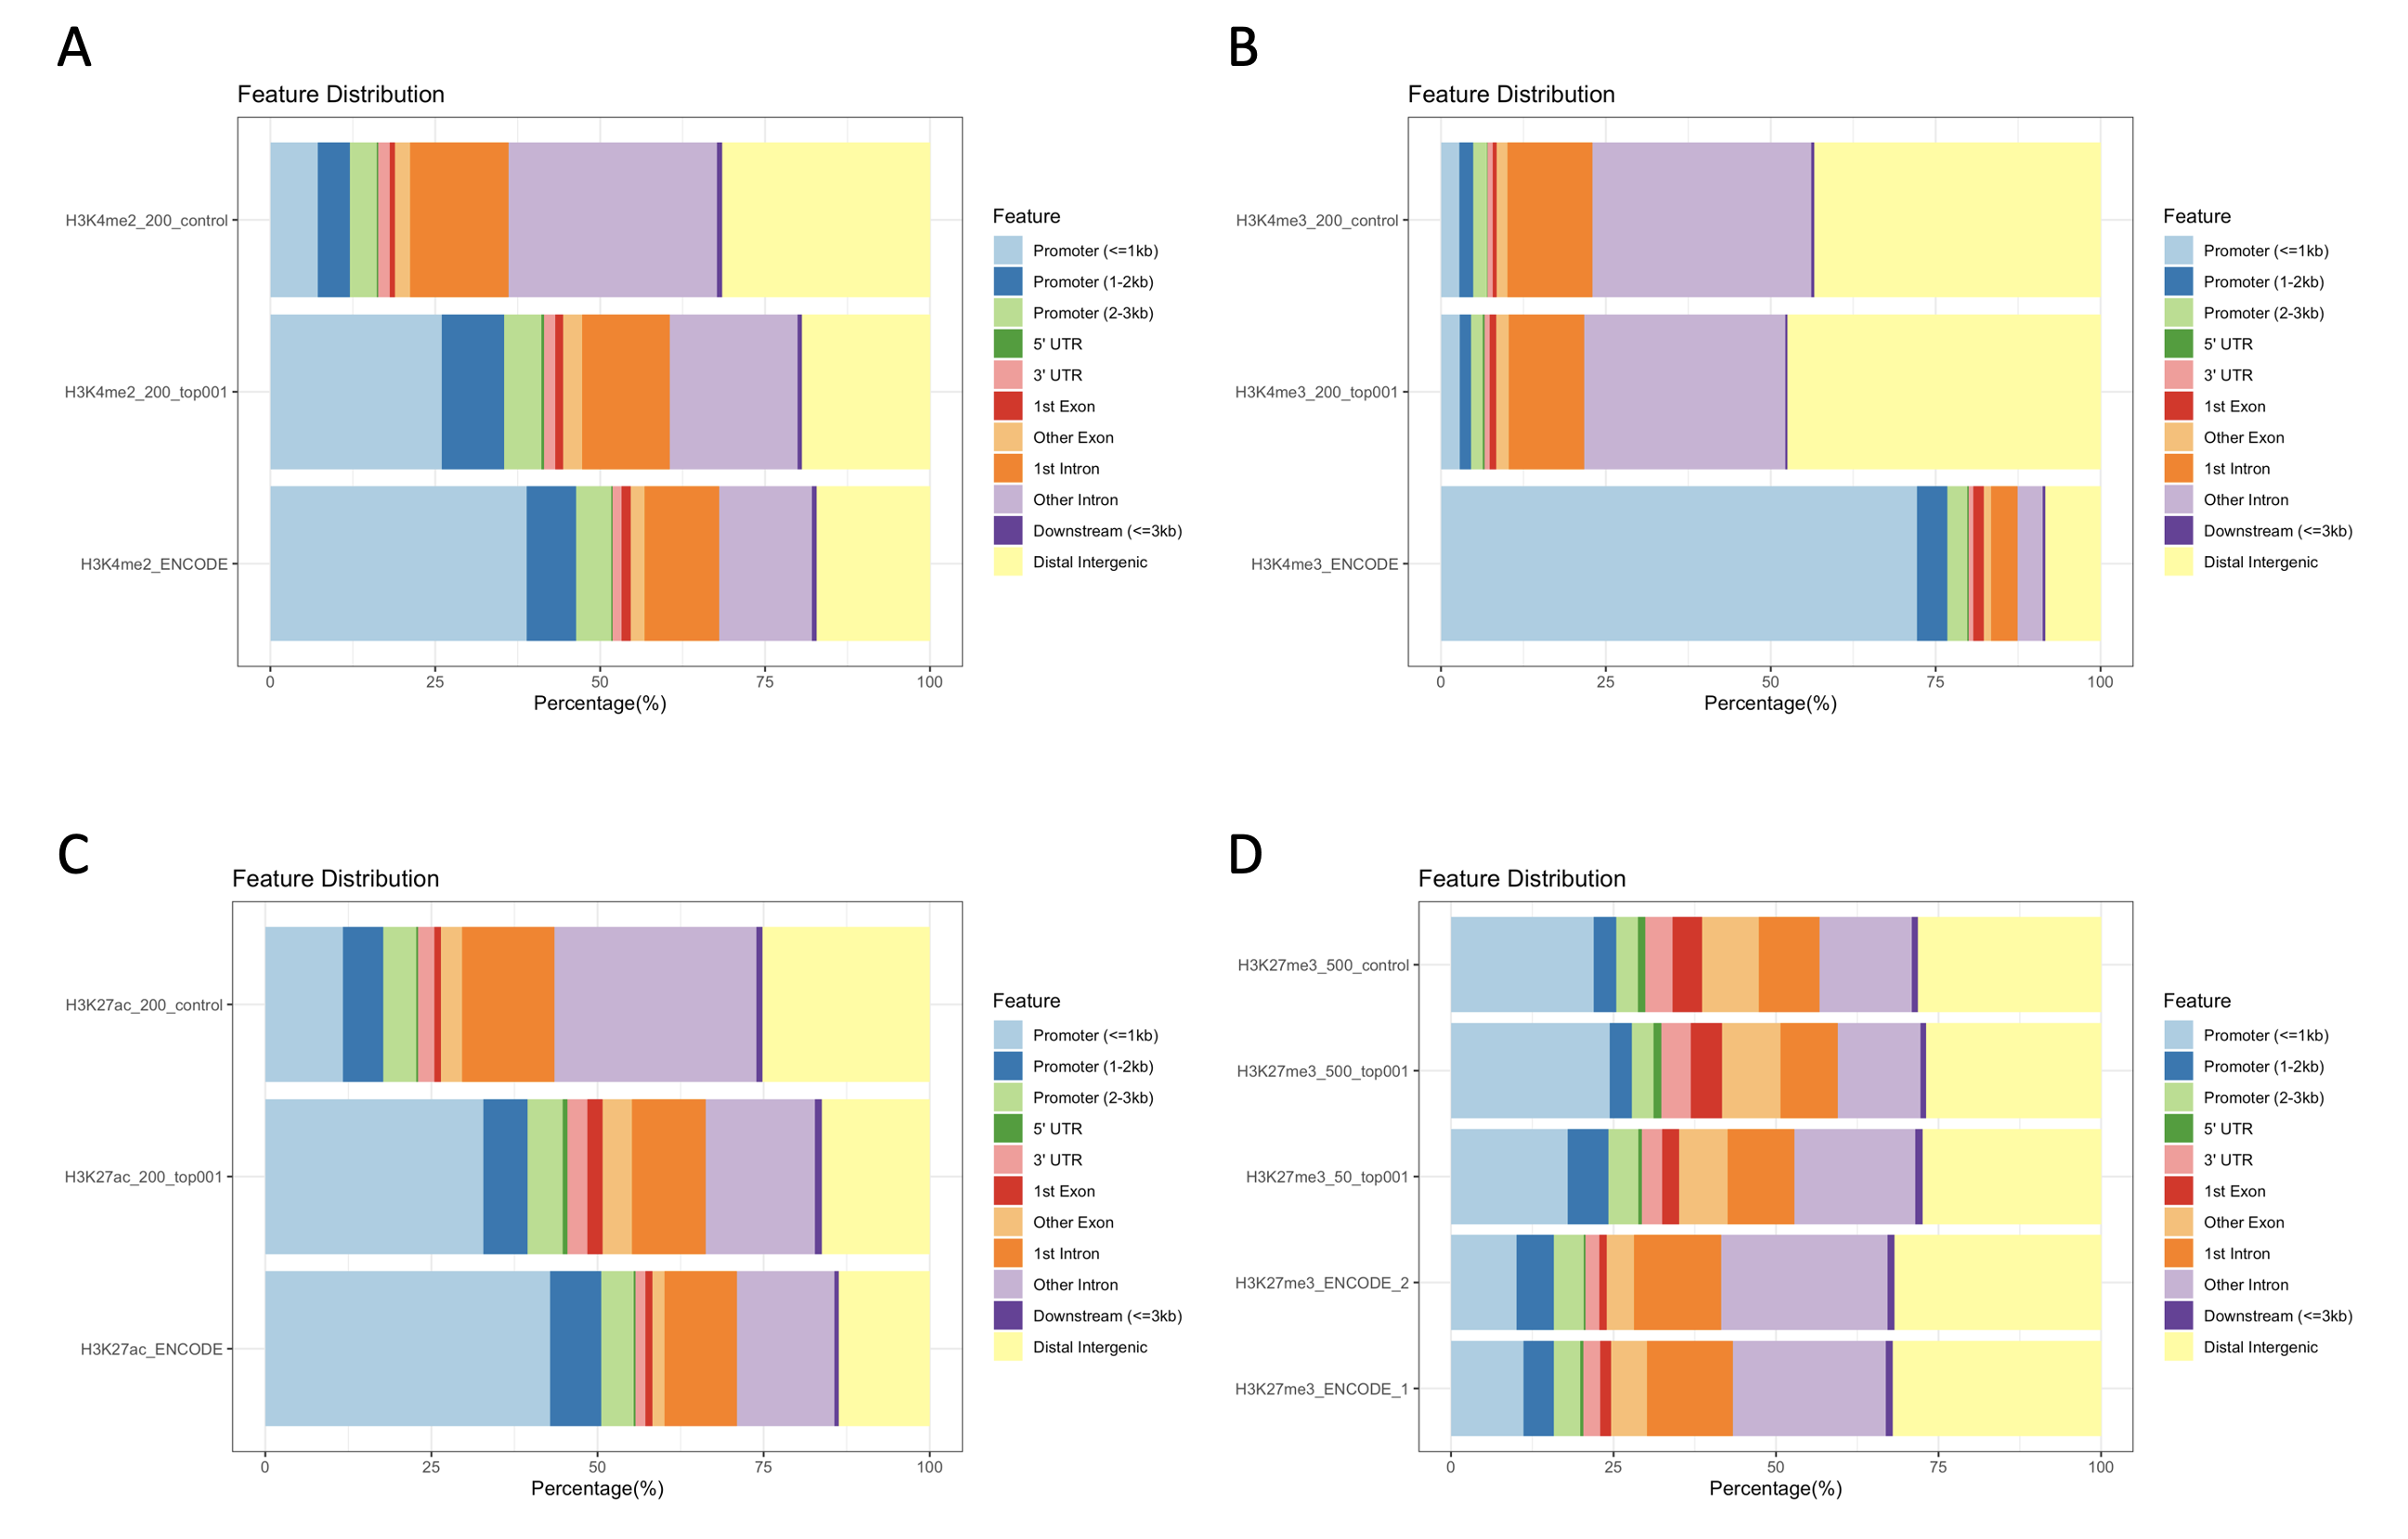 A
Feature Distribution
H3K4me2_200_control
H3K4me2_200_top001
H3K4me2_ENCODE
0 25 50 75 100
Percentage(%)
Feature
Promoter (<=1kb)
Promoter (1-2kb)
Promoter (2-3kb)
5' UTR
3' UTR
1st Exon
Other Exon
1st Intron
Other Intron
Downstream (<=3kb)
Distal Intergenic
B
Feature Distribution
H3K4me3_200_control
H3K4me3_200_top001
H3K4me3_ENCODE
0 25 50 75 100
Percentage(%)
Feature
Promoter (<=1kb)
Promoter (1-2kb)
Promoter (2-3kb)
5' UTR
3' UTR
1st Exon
Other Exon
1st Intron
Other Intron
Downstream (<=3kb)
Distal Intergenic
C
Feature Distribution
H3K27ac_200_control
H3K27ac_200_top001
H3K27ac_ENCODE
0 25 50 75 100
Percentage(%)
Feature
Promoter (<=1kb)
Promoter (1-2kb)
Promoter (2-3kb)
5' UTR
3' UTR
1st Exon
Other Exon
1st Intron
Other Intron
Downstream (<=3kb)
Distal Intergenic
D
Feature Distribution
H3K27me3_500_control
H3K27me3_500_top001
H3K27me3_50_top001
H3K27me3_ENCODE_2
H3K27me3_ENCODE_1
0 25 50 75 100
Percentage(%)
Feature
Promoter (<=1kb)
Promoter (1-2kb)
Promoter (2-3kb)
5' UTR
3' UTR
1st Exon
Other Exon
1st Intron
Other Intron
Downstream (<=3kb)
Distal Intergenic